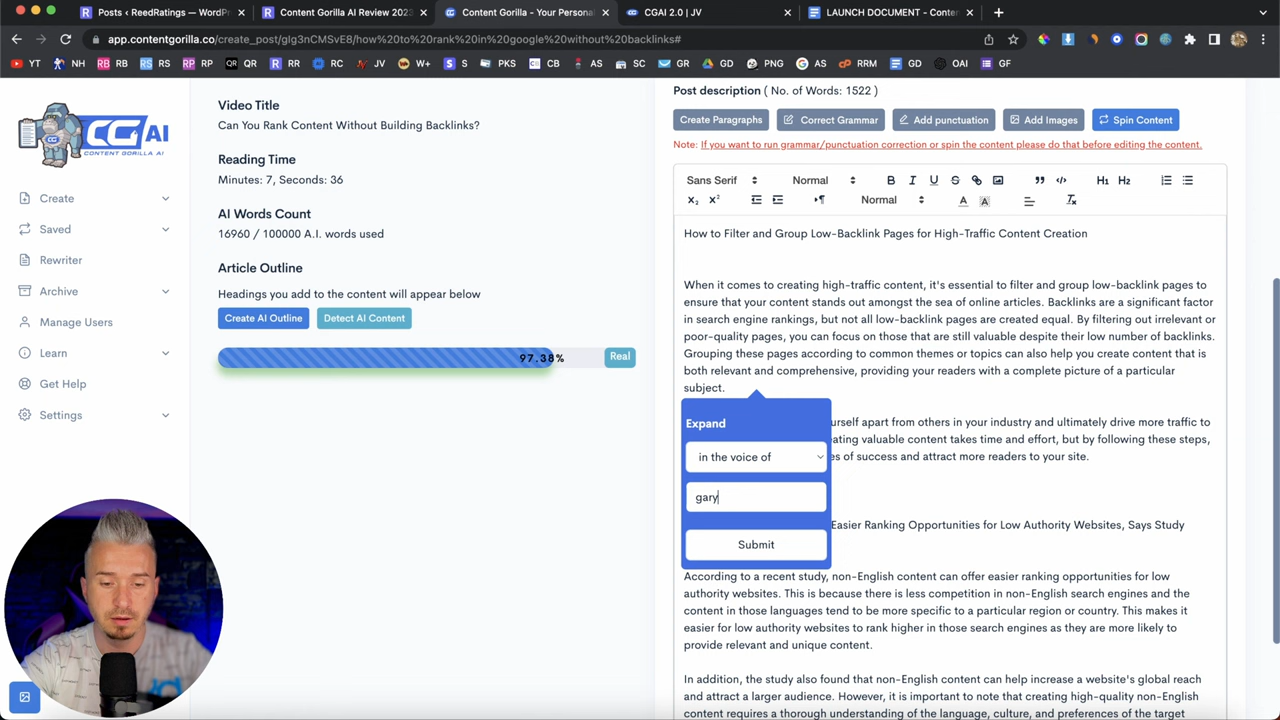 Posts ‹ ReedRatings — WordPr
Content Gorilla AI Review 2023
Content Gorilla - Your Persona
CGAI 2.0 | JV
LAUNCH DOCUMENT - Conte
app.contentgorilla.co/create_post/glg3nCMSvE8/how%20to%20rank%20in%20google%20without%20backlinks#
YT
NH
RB RB
RS RS
RP RP
QR QR
R RR
RC
JV
W+
S S
PKS
CB CB
AS
SC
GR
GD
PNG
AS
RRM
GD
OAI
GF
CGAI
CONTENT GORILLA AI
Create
Saved
Rewriter
Archive
Manage Users
Learn
Get Help
Settings
Video Title
Can You Rank Content Without Building Backlinks?
Reading Time
Minutes: 7, Seconds: 36
AI Words Count
16960 / 100000 A.I. words used
Article Outline
Headings you add to the content will appear below
Create AI Outline
Detect AI Content
97.38%
Real
Post description ( No. of Words: 1522 )
Create Paragraphs
Correct Grammar
Add punctuation
Add Images
Spin Content
Note: If you want to run grammar/punctuation correction or spin the content please do that before editing the content.
Sans Serif
Normal
B I U S
H1 H2
X₂ X²
Normal
A A
How to Filter and Group Low-Backlink Pages for High-Traffic Content Creation
When it comes to creating high-traffic content, it's essential to filter and group low-backlink pages to
ensure that your content stands out amongst the sea of online articles. Backlinks are a significant factor
in search engine rankings, but not all low-backlink pages are created equal. By filtering out irrelevant or
poor-quality pages, you can focus on those that are still valuable despite their low number of backlinks.
Grouping these pages according to common themes or topics can also help you create content that is
both relevant and comprehensive, providing your readers with a complete picture of a particular
subject.
Expand
in the voice of
gary
Submit
urself apart from others in your industry and ultimately drive more traffic to
eating valuable content takes time and effort, but by following these steps,
es of success and attract more readers to your site.
Easier Ranking Opportunities for Low Authority Websites, Says Study
According to a recent study, non-English content can offer easier ranking opportunities for low
authority websites. This is because there is less competition in non-English search engines and the
content in those languages tend to be more specific to a particular region or country. This makes it
easier for low authority websites to rank higher in those search engines as they are more likely to
provide relevant and unique content.
In addition, the study also found that non-English content can help increase a website's global reach
and attract a larger audience. However, it is important to note that creating high-quality non-English
content requires a thorough understanding of the language, culture, and preferences of the target